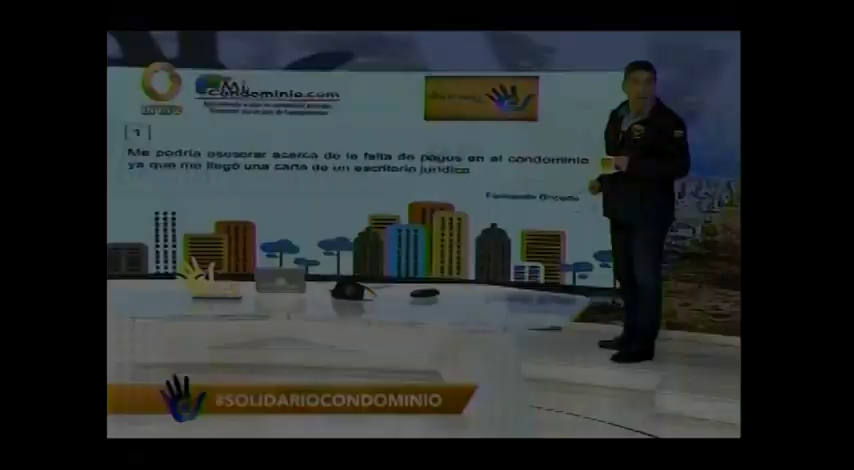 Mi
condominio.com
1
Me podría asesorar acerca de la falta de pagos en el condominio
ya que me llegó una carta de un escritorio jurídico
Fernando
#SOLIDARIOCONDOMINIO